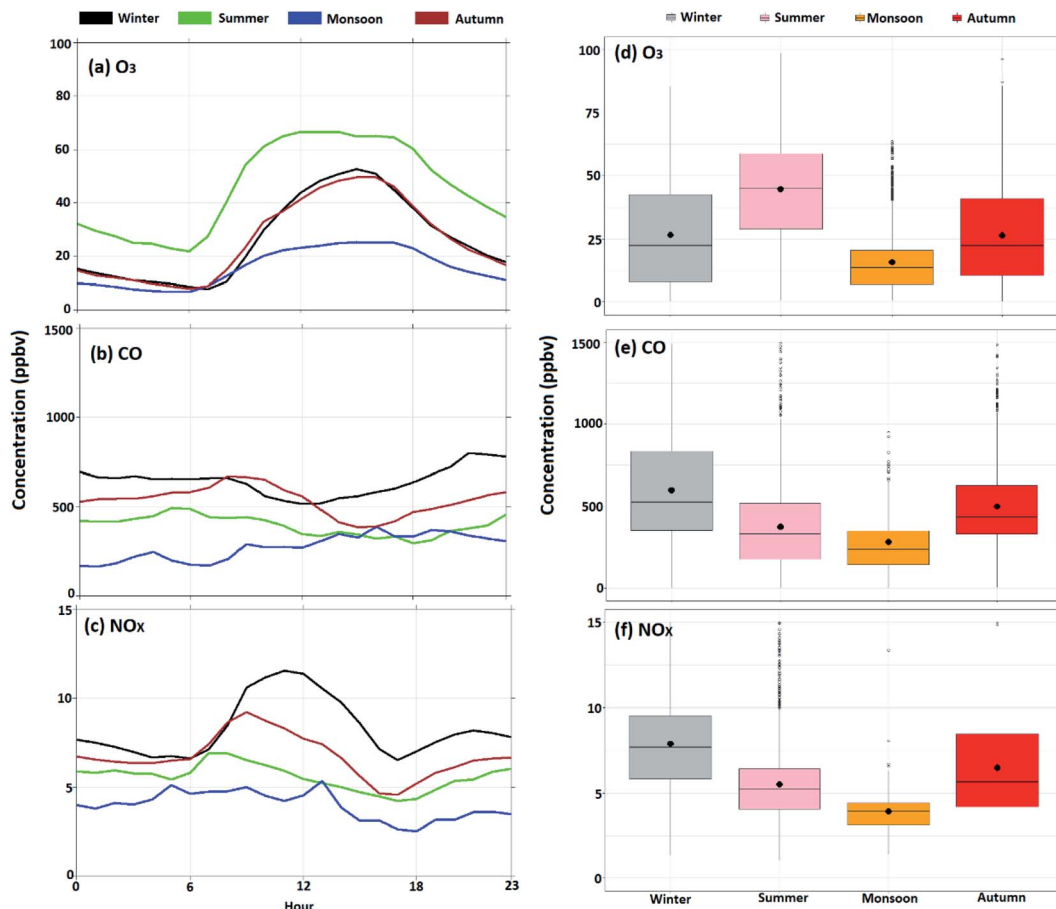 Winter Summer Monsoon Autumn
(a) O3
100
80
60
40
20
0
(b) CO
1500
1000
500
0
(c) NOX
15
10
5
0
0 6 12 18 23
Hour
Concentration (ppbv)
Winter Summer Monsoon Autumn
(d) O3
100
75
50
25
0
(e) CO
1500
1000
500
0
(f) NOX
15
10
5
0
Winter Summer Monsoon Autumn
Concentration (ppbv)